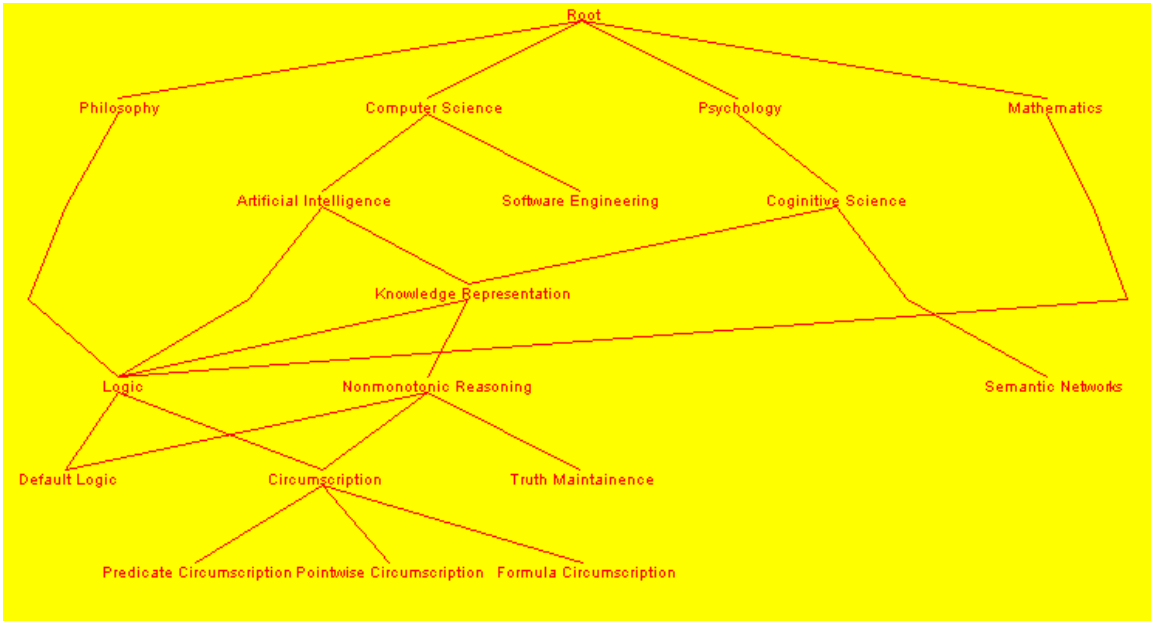 Root
Philosophy Computer Science Psychology Mathematics
Artificial Intelligence Software Engineering Coginitive Science
Knowledge Representation
Logic Nonmonotonic Reasoning Semantic Networks
Default Logic Circumscription Truth Maintainence
Predicate Circumscription Pointwise Circumscription Formula Circumscription